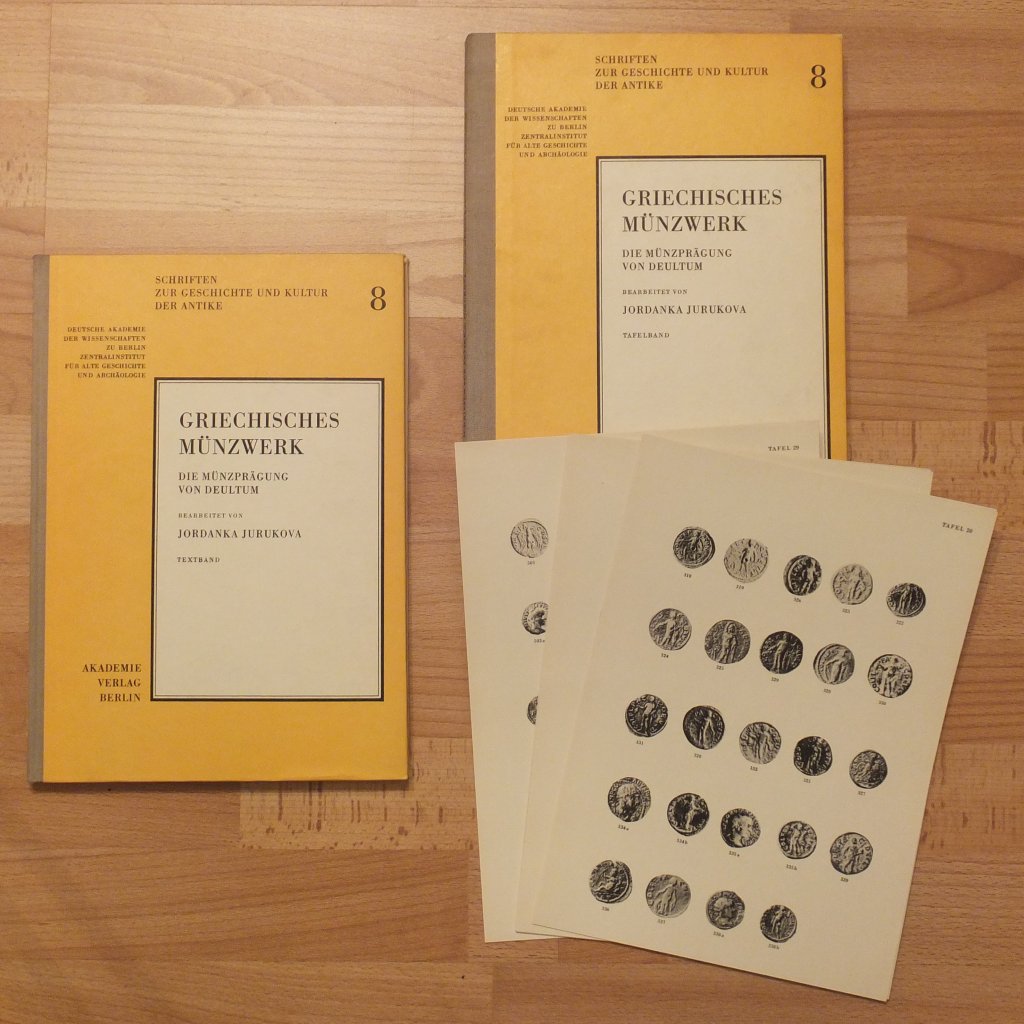 SCHRIFTEN
ZUR GESCHICHTE UND KULTUR
DER ANTIKE
8
DEUTSCHE AKADEMIE
DER WISSENSCHAFTEN
ZU BERLIN
ZENTRALINSTITUT
FÜR ALTE GESCHICHTE
UND ARCHÄOLOGIE
GRIECHISCHES
MÜNZWERK
DIE MÜNZPRÄGUNG
VON DEULTUM
BEARBEITET VON
JORDANKA JURUKOVA
TEXTBAND
AKADEMIE
VERLAG
BERLIN
SCHRIFTEN
ZUR GESCHICHTE UND KULTUR
DER ANTIKE
8
DEUTSCHE AKADEMIE
DER WISSENSCHAFTEN
ZU BERLIN
ZENTRALINSTITUT
FÜR ALTE GESCHICHTE
UND ARCHÄOLOGIE
GRIECHISCHES
MÜNZWERK
DIE MÜNZPRÄGUNG
VON DEULTUM
BEARBEITET VON
JORDANKA JURUKOVA
TAFELBAND
TAFEL 29
TAFEL 20